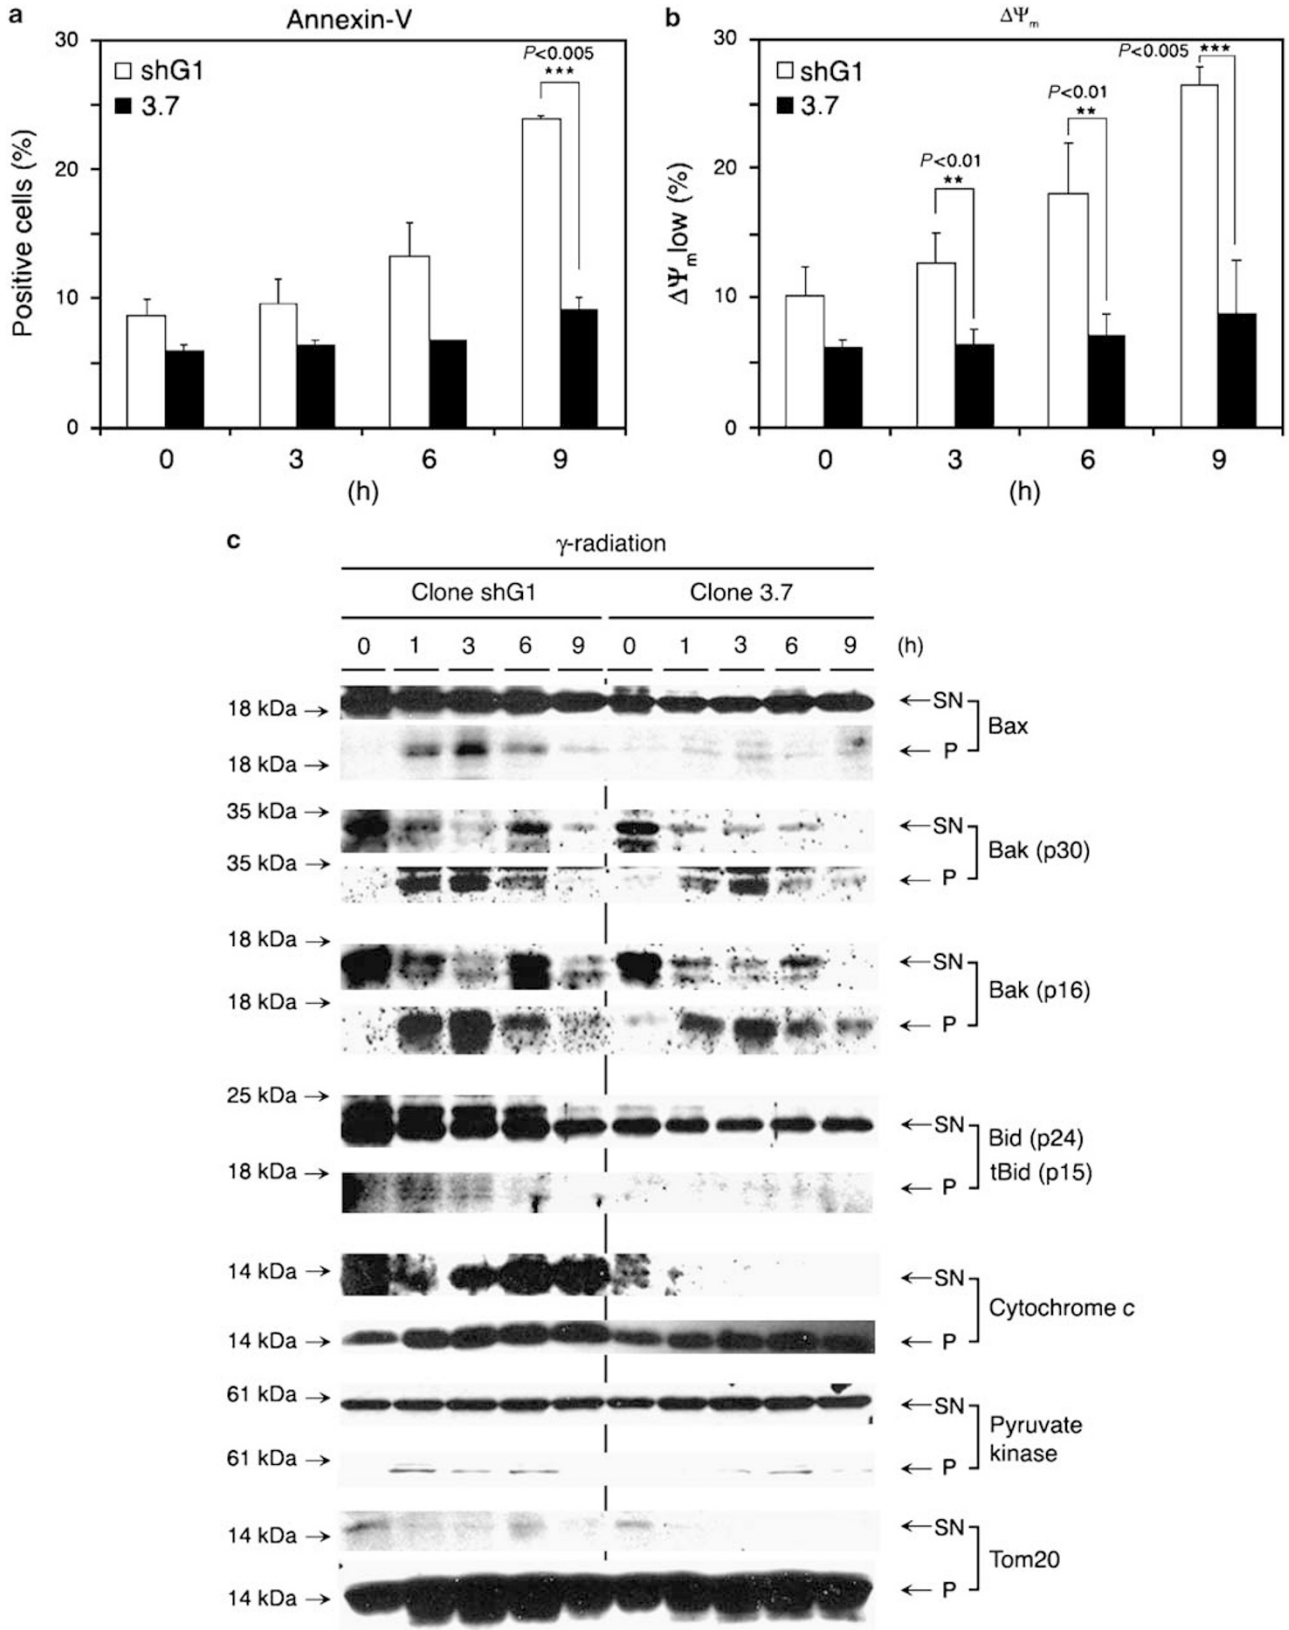 a
Annexin-V
30
20
10
0
Positive cells (%)
shG1
3.7
P<0.005
***
0 3 6 9
(h)
b
ΔΨm
30
20
10
0
ΔΨm low (%)
shG1
3.7
P<0.01
**
P<0.01
**
P<0.005 ***
0 3 6 9
(h)
c
γ-radiation
Clone shG1 Clone 3.7
0 1 3 6 9 0 1 3 6 9 (h)
18 kDa → ← SN
Bax
18 kDa → ← P
35 kDa → ← SN
Bak (p30)
35 kDa → ← P
18 kDa → ← SN
Bak (p16)
18 kDa → ← P
25 kDa → ← SN
Bid (p24)
tBid (p15)
18 kDa → ← P
14 kDa → ← SN
Cytochrome c
14 kDa → ← P
61 kDa → ← SN
Pyruvate
kinase
61 kDa → ← P
14 kDa → ← SN
Tom20
14 kDa → ← P